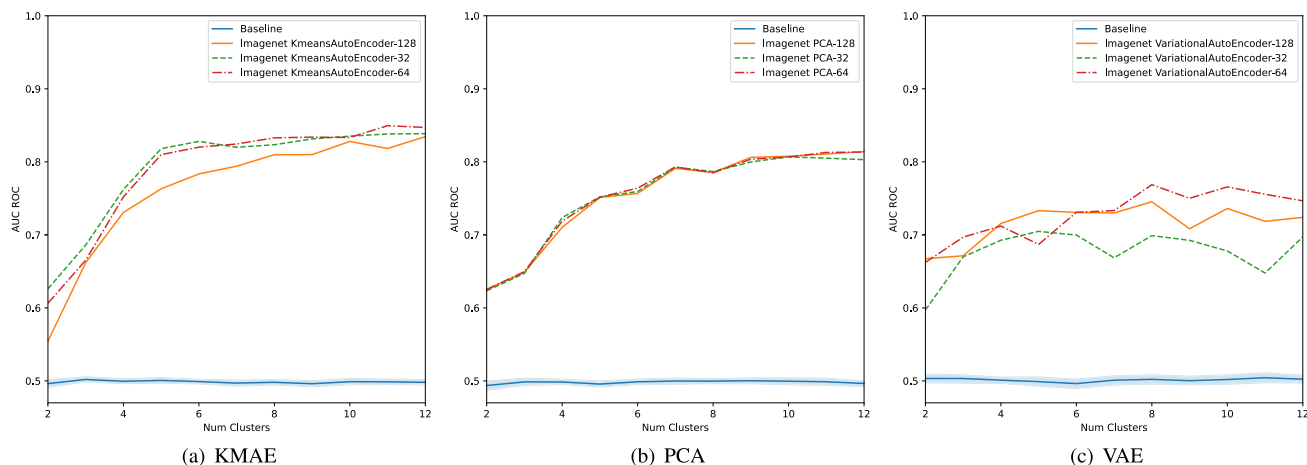 1.0
0.9
0.8
0.7
0.6
0.5
AUC ROC
2 4 6 8 10 12
Num Clusters
Baseline
Imagenet KmeansAutoEncoder-128
Imagenet KmeansAutoEncoder-32
Imagenet KmeansAutoEncoder-64
(a) KMAE
1.0
0.9
0.8
0.7
0.6
0.5
AUC ROC
2 4 6 8 10 12
Num Clusters
Baseline
Imagenet PCA-128
Imagenet PCA-32
Imagenet PCA-64
(b) PCA
1.0
0.9
0.8
0.7
0.6
0.5
AUC ROC
2 4 6 8 10 12
Num Clusters
Baseline
Imagenet VariationalAutoEncoder-128
Imagenet VariationalAutoEncoder-32
Imagenet VariationalAutoEncoder-64
(c) VAE